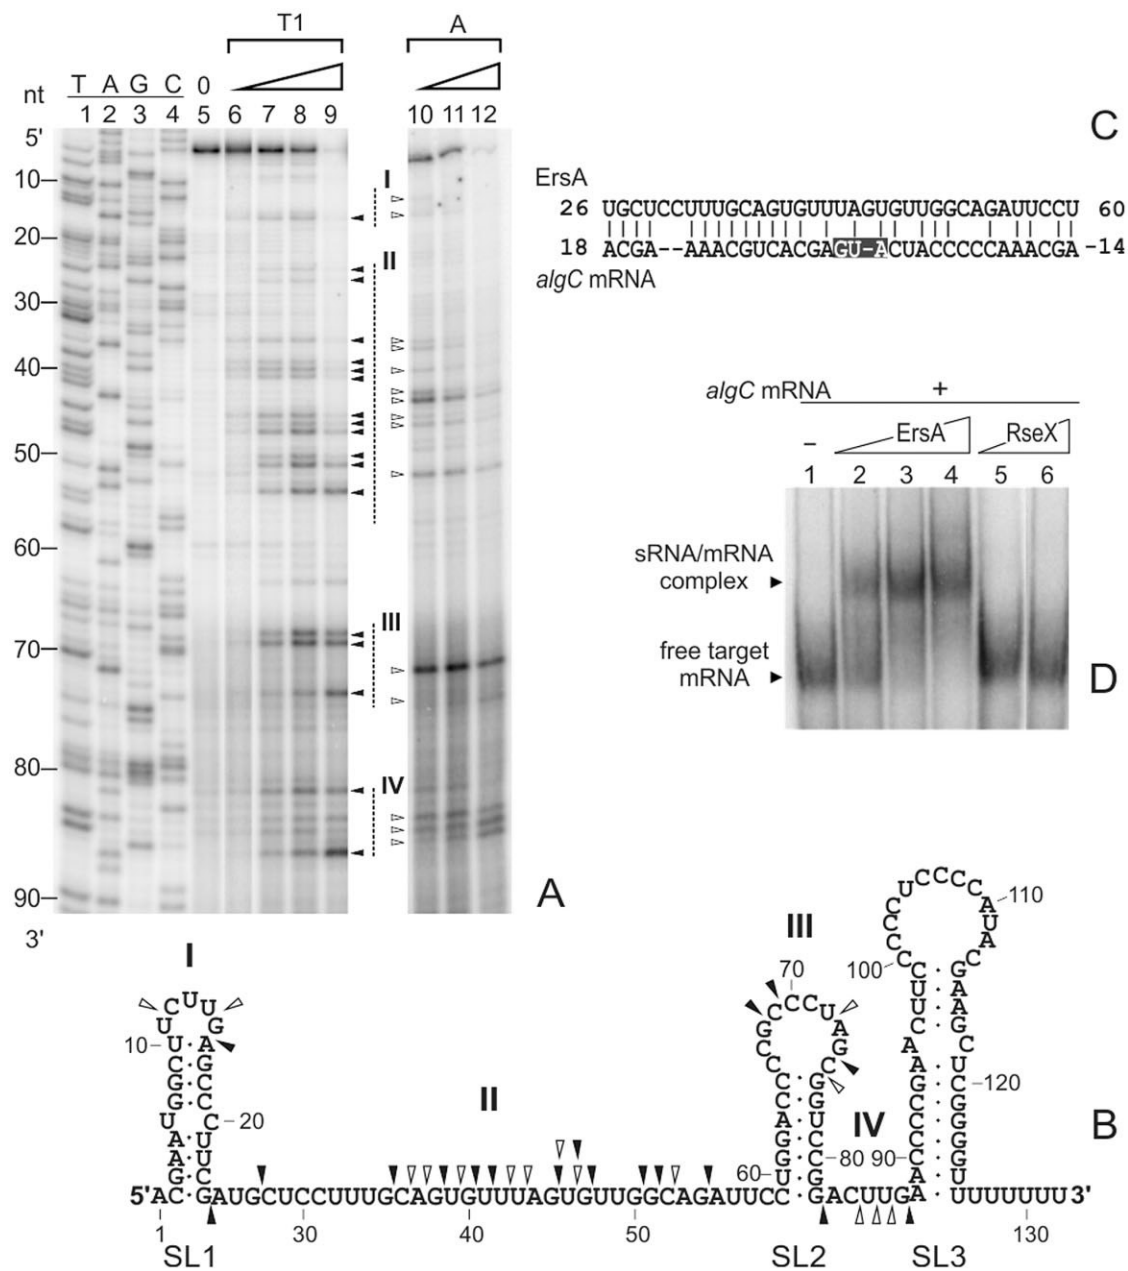 T1 A
T A G C 0
nt 1 2 3 4 5 6 7 8 9 10 11 12
5'
10
20
30
40
50
60
70
80
90
3'
I
II
III
IV
A
C
ErsA
26 UGCUCCUUUGCAGUGUUUAGUGUUGGCAGAUUCCU 60
18 ACGA--AAACGUCACGAGU-ACUACCCCCAAACGA -14
algC mRNA
algC mRNA +
– ErsA RseX
1 2 3 4 5 6
sRNA/mRNA
complex
free target
mRNA
D
I
II
III
IV
B
10
20
60
70
80
90
100
110
120
5'
3'
1 30 40 50 130
SL1 SL2 SL3